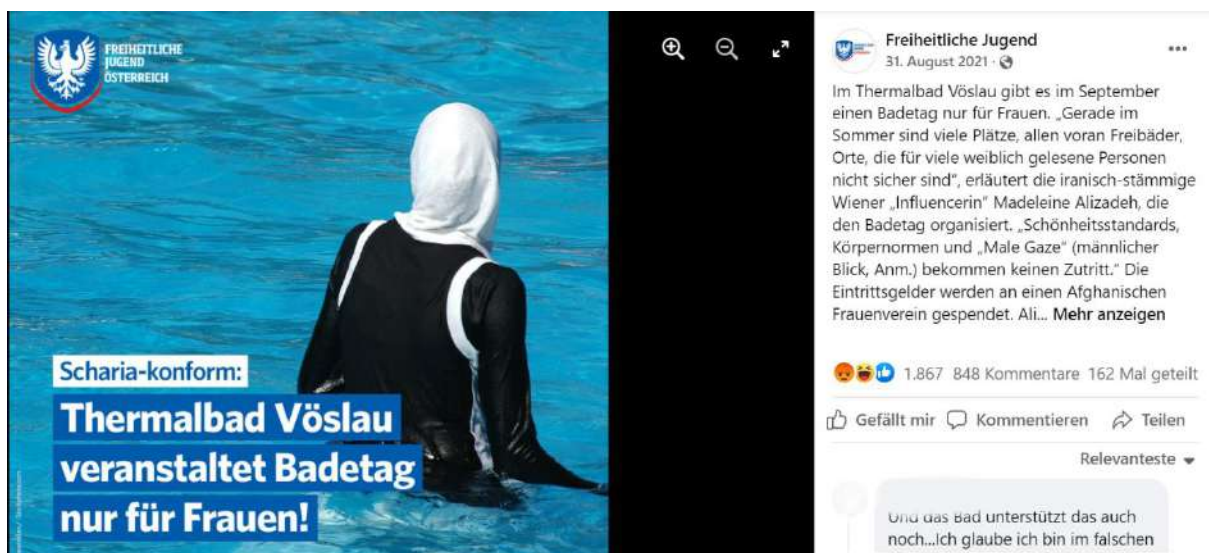 FREIHEITLICHE
JUGEND
ÖSTERREICH
Scharia-konform:
Thermalbad Vöslau
veranstaltet Badetag
nur für Frauen!
Freiheitliche Jugend
31. August 2021 ·
Im Thermalbad Vöslau gibt es im September
einen Badetag nur für Frauen. „Gerade im
Sommer sind viele Plätze, allen voran Freibäder,
Orte, die für viele weiblich gelesene Personen
nicht sicher sind“, erläutert die iranisch-stämmige
Wiener „Influencerin“ Madeleine Alizadeh, die
den Badetag organisiert. „Schönheitsstandards,
Körpernormen und „Male Gaze“ (männlicher
Blick, Anm.) bekommen keinen Zutritt.“ Die
Eintrittsgelder werden an einen Afghanischen
Frauenverein gespendet. Ali... Mehr anzeigen
1.867 848 Kommentare 162 Mal geteilt
Gefällt mir Kommentieren Teilen
Relevanteste
Und das Bad unterstützt das auch
noch...Ich glaube ich bin im falschen